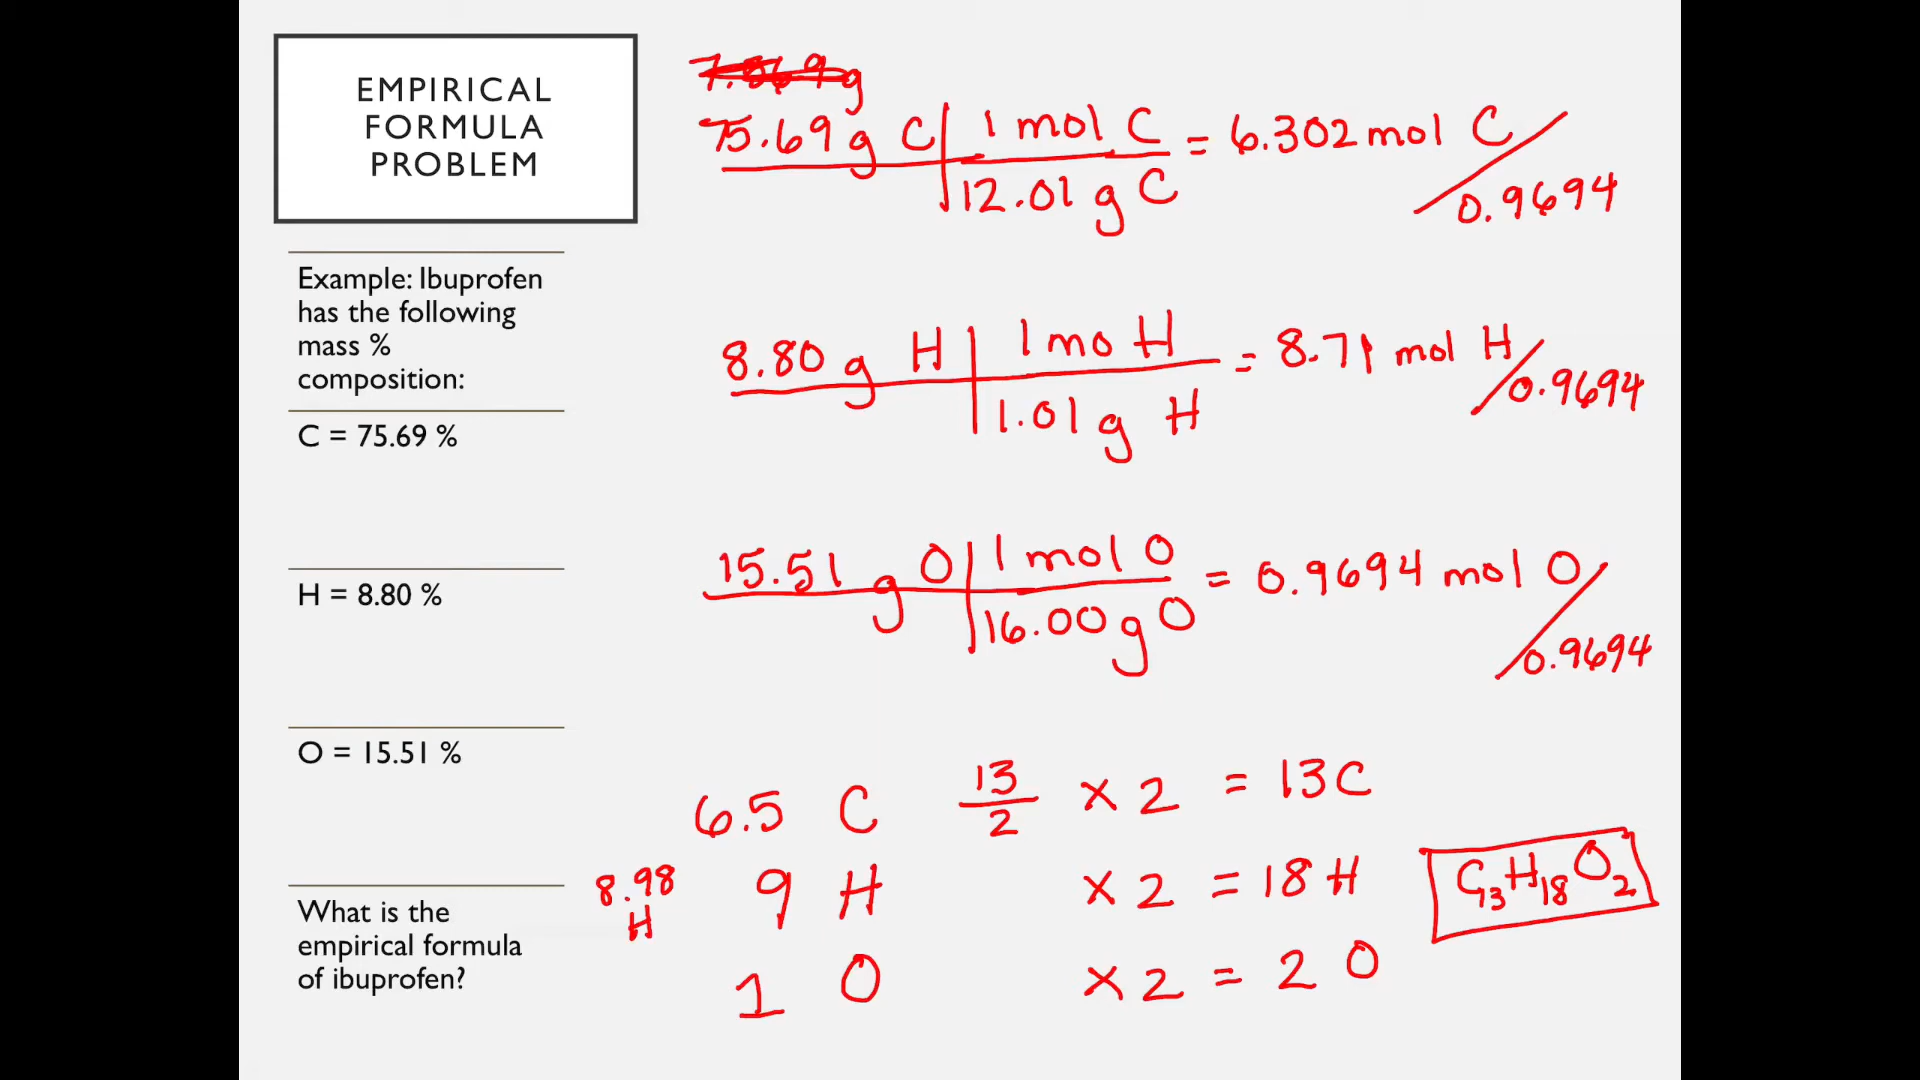 EMPIRICAL
FORMULA
PROBLEM
Example: Ibuprofen
has the following
mass %
composition:
C = 75.69 %
H = 8.80 %
O = 15.51 %
What is the
empirical formula
of ibuprofen?
7.869g
75.69 g C | 1 mol C = 6.302 mol C / 0.9694
12.01 g C
8.80 g H | 1 mo H = 8.71 mol H / 0.9694
1.01 g H
15.51 g O | 1 mol O = 0.9694 mol O / 0.9694
16.00 g O
6.5 C 13/2 x 2 = 13C
8.98 H 9 H x 2 = 18 H
1 O x 2 = 2 O
C13H18O2